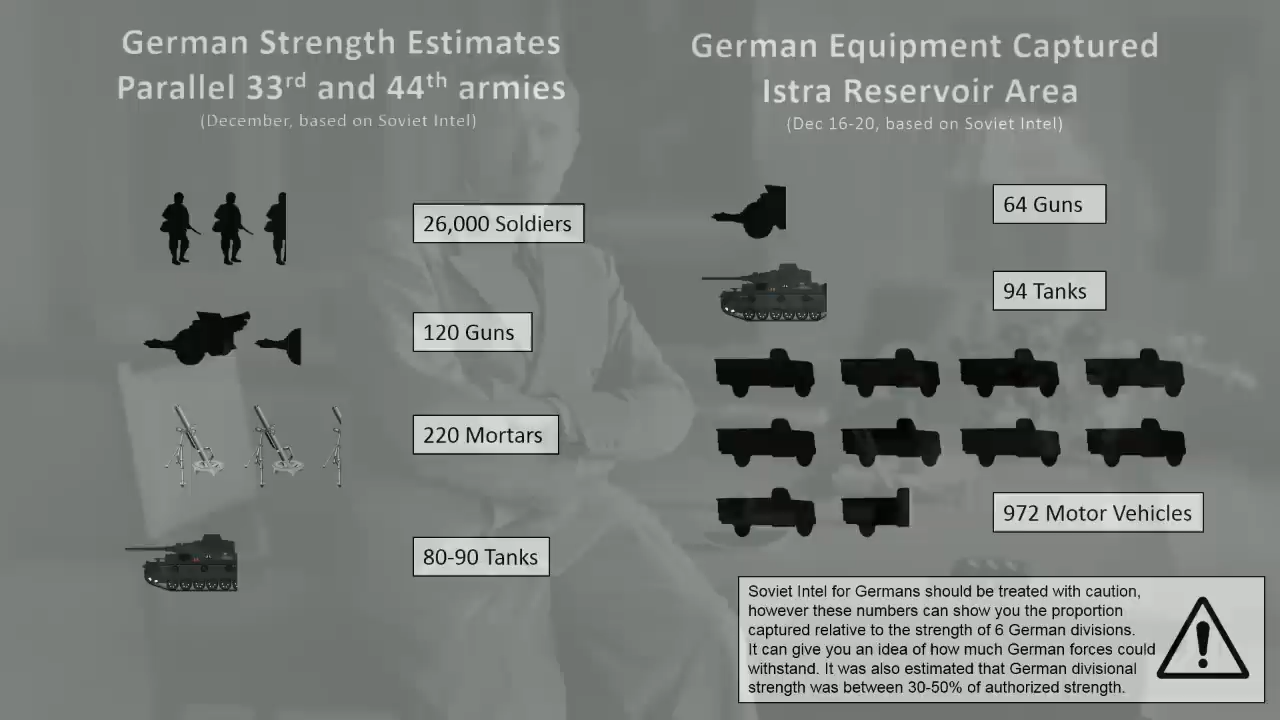 German Strength Estimates
Parallel 33rd and 44th armies
(December, based on Soviet Intel)
26,000 Soldiers
120 Guns
220 Mortars
80-90 Tanks
German Equipment Captured
Istra Reservoir Area
(Dec 16-20, based on Soviet Intel)
64 Guns
94 Tanks
972 Motor Vehicles
Soviet Intel for Germans should be treated with caution,
however these numbers can show you the proportion
captured relative to the strength of 6 German divisions.
It can give you an idea of how much German forces could
withstand. It was also estimated that German divisional
strength was between 30-50% of authorized strength.